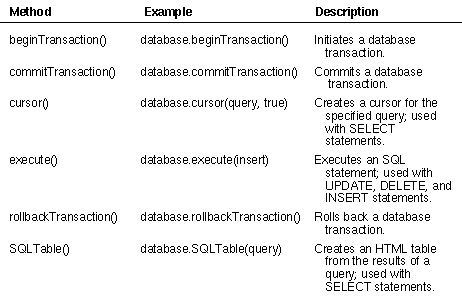 Method Example Description
beginTransaction() database.beginTransaction() Initiates a database
transaction.
commitTransaction() database.commitTransaction() Commits a database
transaction.
cursor() database.cursor(query, true) Creates a cursor for the
specified query; used
with SELECT
statements.
execute() database.execute(insert) Executes an SQL
statement; used with
UPDATE, DELETE, and
INSERT statements.
rollbackTransaction() database.rollbackTransaction() Rolls back a database
transaction.
SQLTable() database.SQLTable(query) Creates an HTML table
from the results of a
query; used with
SELECT statements.